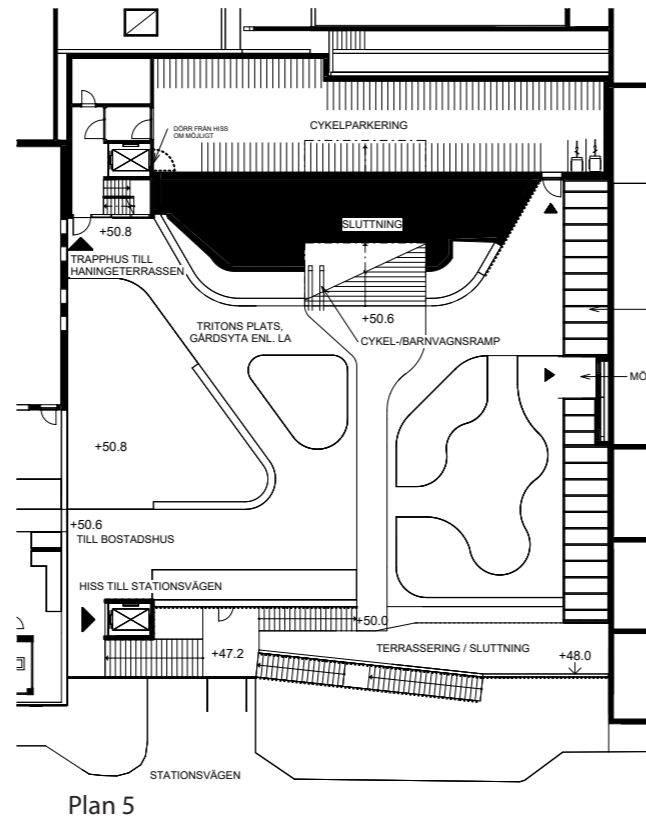 CYKELPARKERING
DÖRR FRÅN HISS
OM MÖJLIGT
SLUTTNING
+50.8
TRAPPHUS TILL
HANINGETERRASSEN
TRITONS PLATS,
GÅRDSYTA ENL. LA
+50.6
CYKEL-/BARNVAGNSRAMP
MÖ
+50.8
+50.6
TILL BOSTADSHUS
HISS TILL STATIONSVÄGEN
+50.0
+47.2
TERRASSERING / SLUTTNING
+48.0
STATIONSVÄGEN
Plan 5